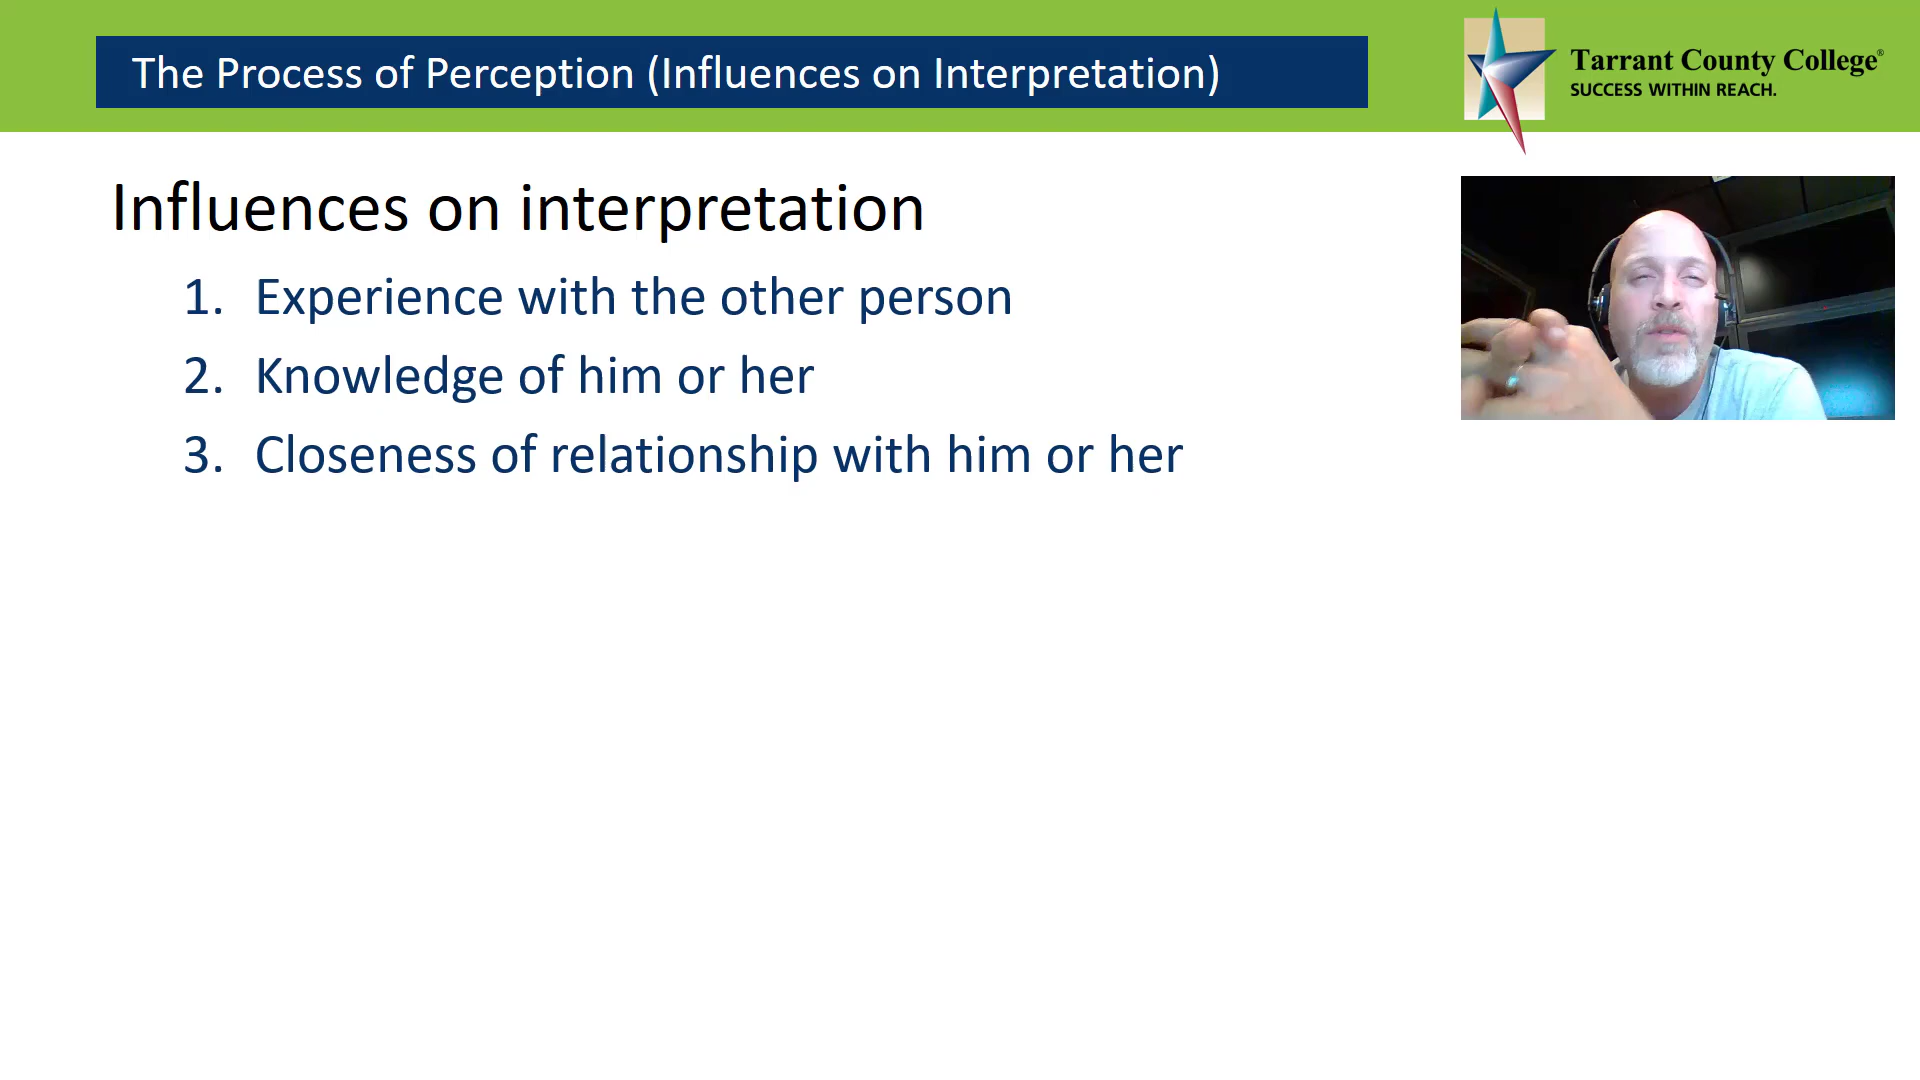 The Process of Perception (Influences on Interpretation)
Tarrant County College®
SUCCESS WITHIN REACH.
Influences on interpretation
1. Experience with the other person
2. Knowledge of him or her
3. Closeness of relationship with him or her